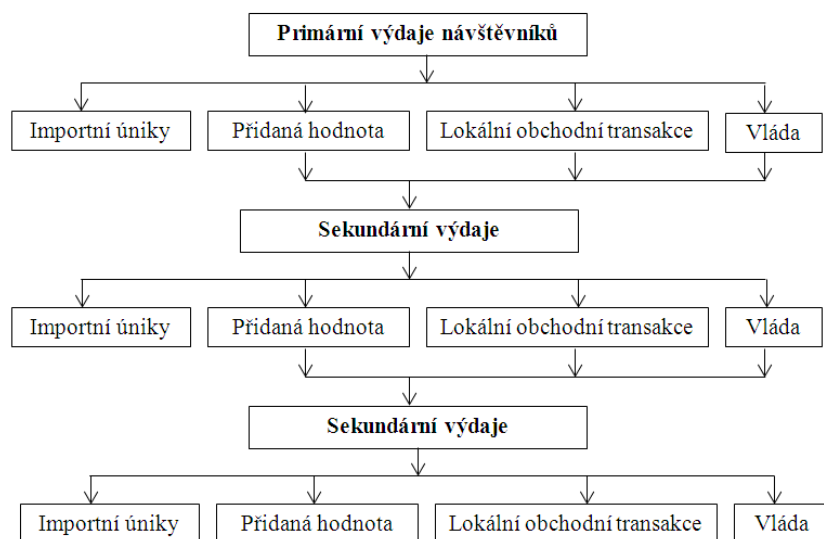 Primární výdaje návštěvníků
Importní úniky
Přidaná hodnota
Lokální obchodní transakce
Vláda
Sekundární výdaje
Importní úniky
Přidaná hodnota
Lokální obchodní transakce
Vláda
Sekundární výdaje
Importní úniky
Přidaná hodnota
Lokální obchodní transakce
Vláda